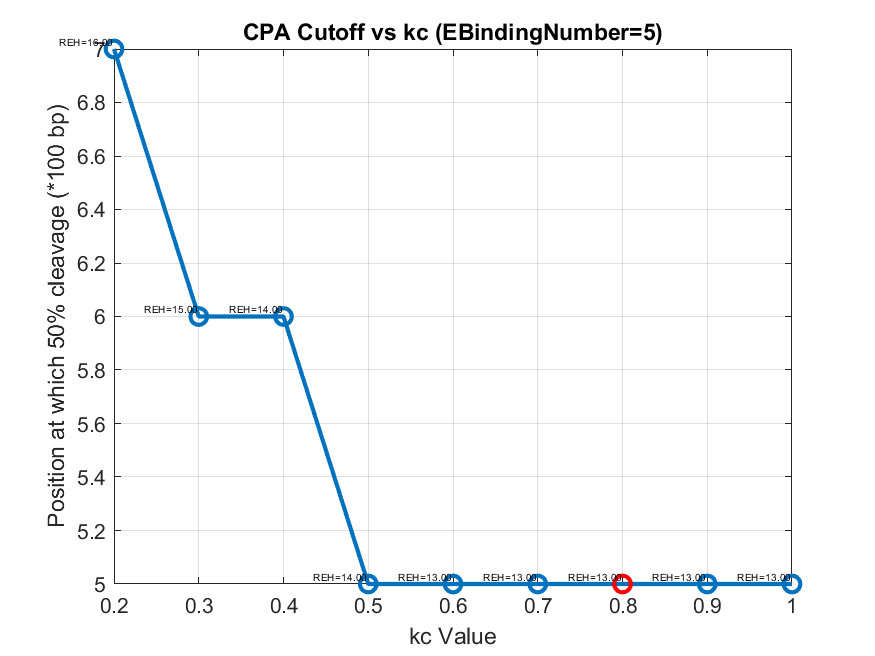 CPA Cutoff vs kc (EBindingNumber=5)
Position at which 50% cleavage (*100 bp)
REH=16.00
7
6.8
6.6
6.4
6.2
REH=15.00
REH=14.00
6
5.8
5.6
5.4
5.2
REH=14.00
REH=13.00
REH=13.00
REH=13.00
REH=13.00
REH=13.00
5
0.2
0.3
0.4
0.5
0.6
0.7
0.8
0.9
1
kc Value